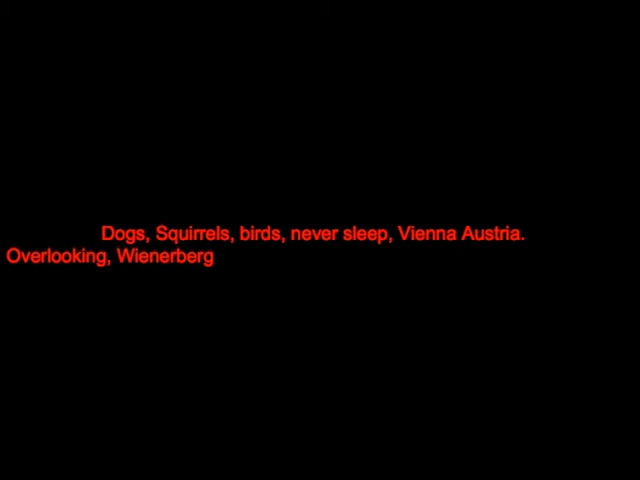 Dogs, Squirrels, birds, never sleep, Vienna Austria.
Overlooking, Wienerberg